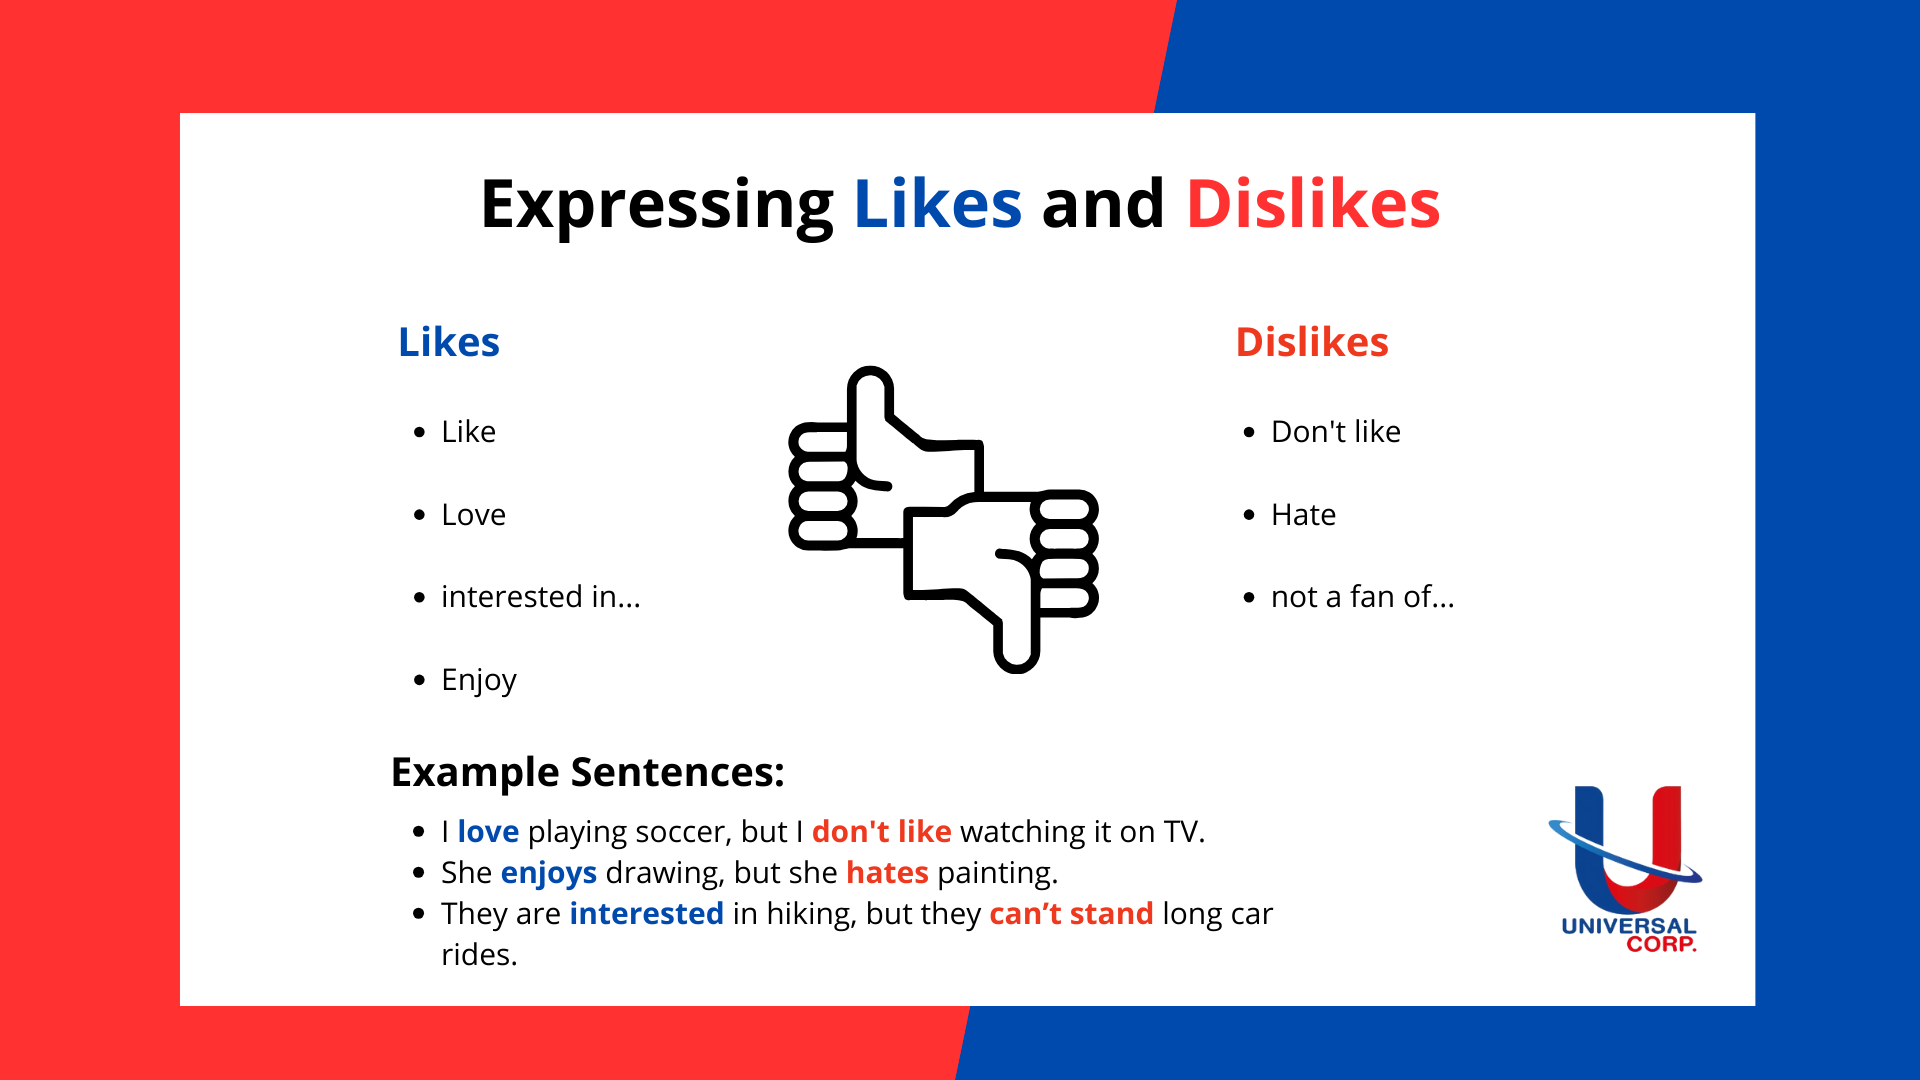 Expressing Likes and Dislikes
Likes
Like
Love
interested in...
Enjoy
Dislikes
Don't like
Hate
not a fan of...
Example Sentences:
I love playing soccer, but I don't like watching it on TV.
She enjoys drawing, but she hates painting.
They are interested in hiking, but they can’t stand long car
rides.
UNIVERSAL
CORP.